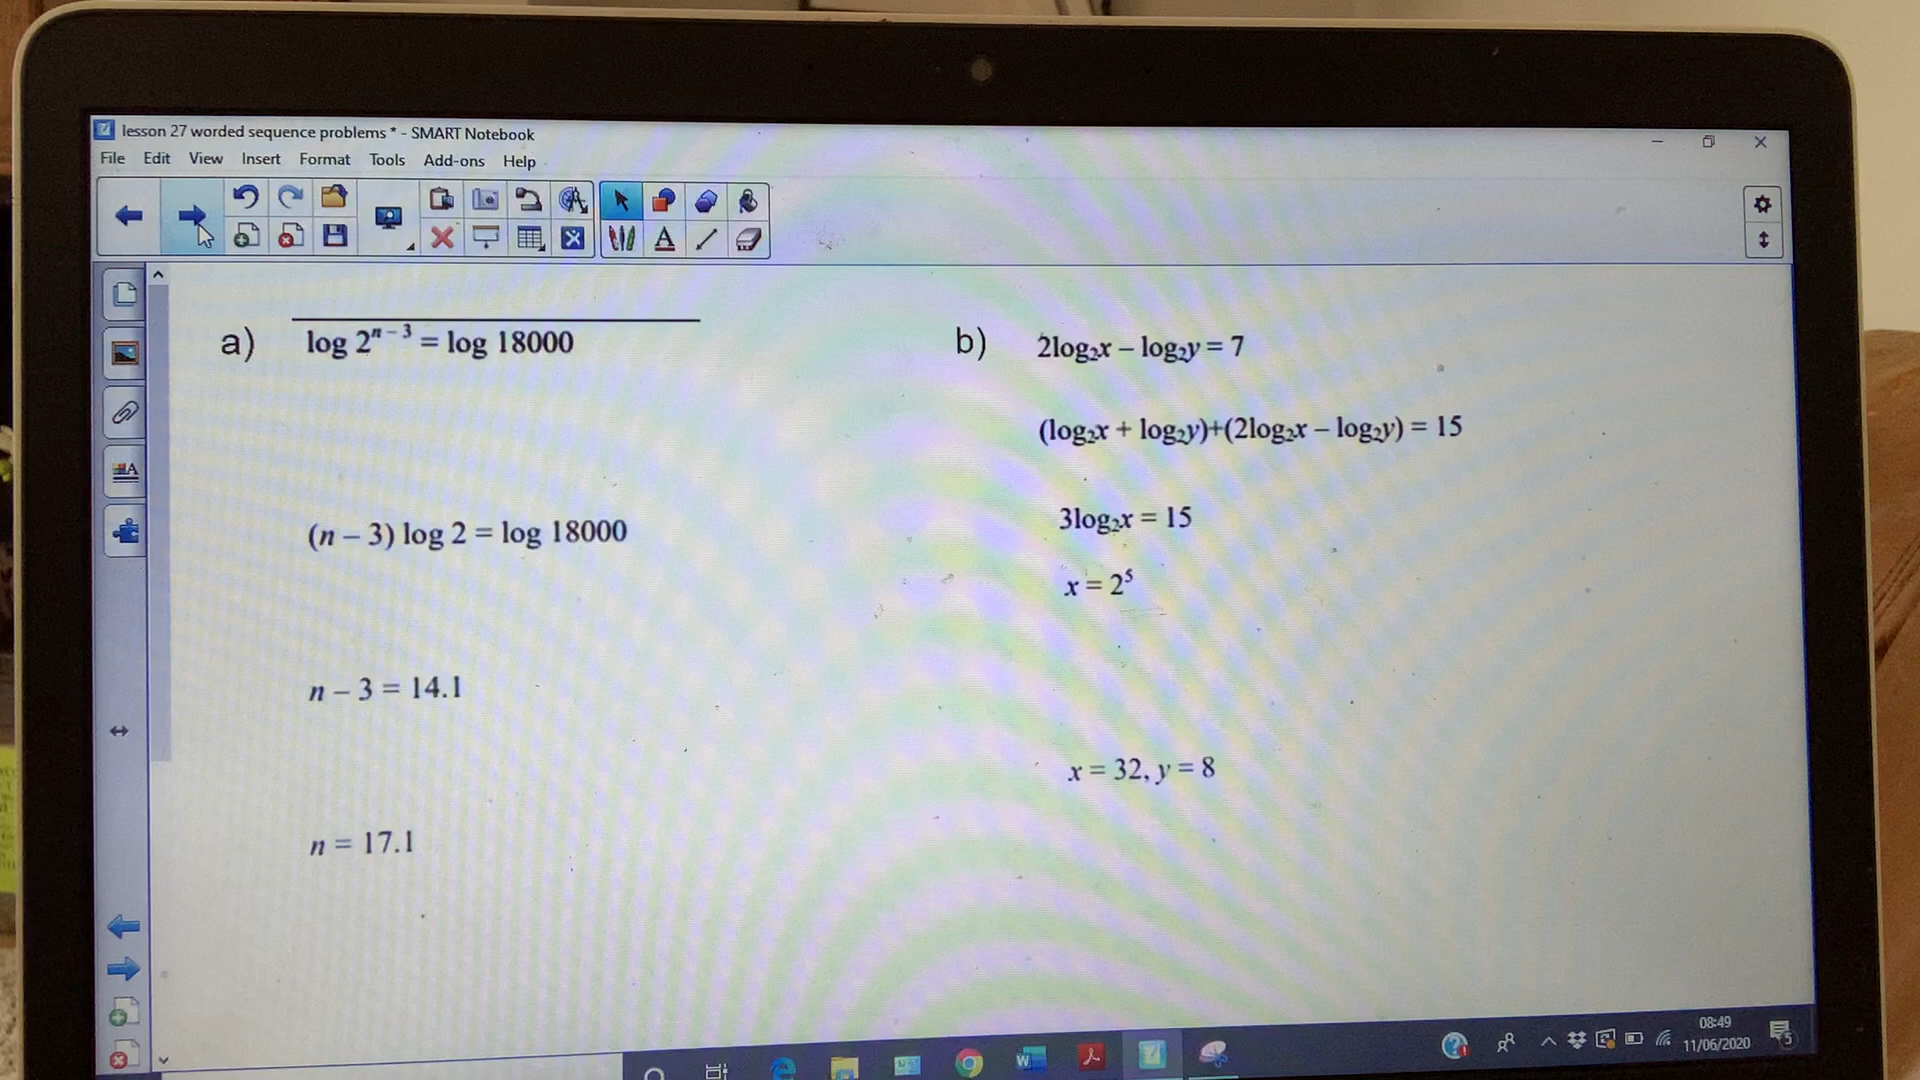 lesson 27 worded sequence problems * - SMART Notebook
File Edit View Insert Format Tools Add-ons Help
a)
log 2ⁿ⁻³ = log 18000
(n – 3) log 2 = log 18000
n – 3 = 14.1
n = 17.1
b)
2log₂x – log₂y = 7
(log₂x + log₂y)+(2log₂x – log₂y) = 15
3log₂x = 15
x = 2⁵
x = 32, y = 8
08:49
11/06/2020
5